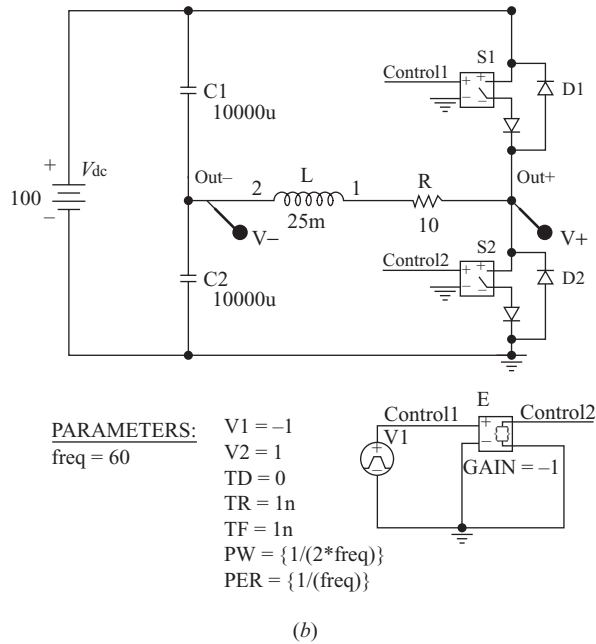 S1
Control1
+ +
− −
D1
C1
10000u
+
Vdc
100
−
Out−
L
2
1
25m
R
10
Out+
V−
V+
S2
Control2
+ +
− −
D2
C2
10000u
PARAMETERS:
freq = 60
V1 = −1
V2 = 1
TD = 0
TR = 1n
TF = 1n
PW = {1/(2*freq)}
PER = {1/(freq)}
E
Control1
Control2
V1
+
+
−
GAIN = −1
(b)